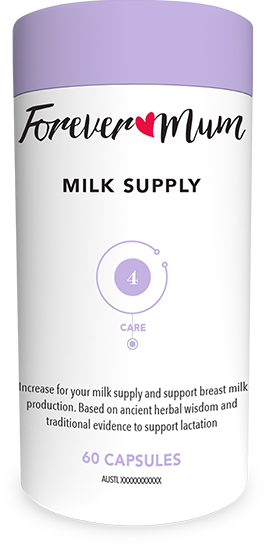 Forever Mum
MILK SUPPLY
4
CARE
Increase for your milk supply and support breast milk
production. Based on ancient herbal wisdom and
traditional evidence to support lactation
60 CAPSULES
AUSTL XXXXXXXXXXX